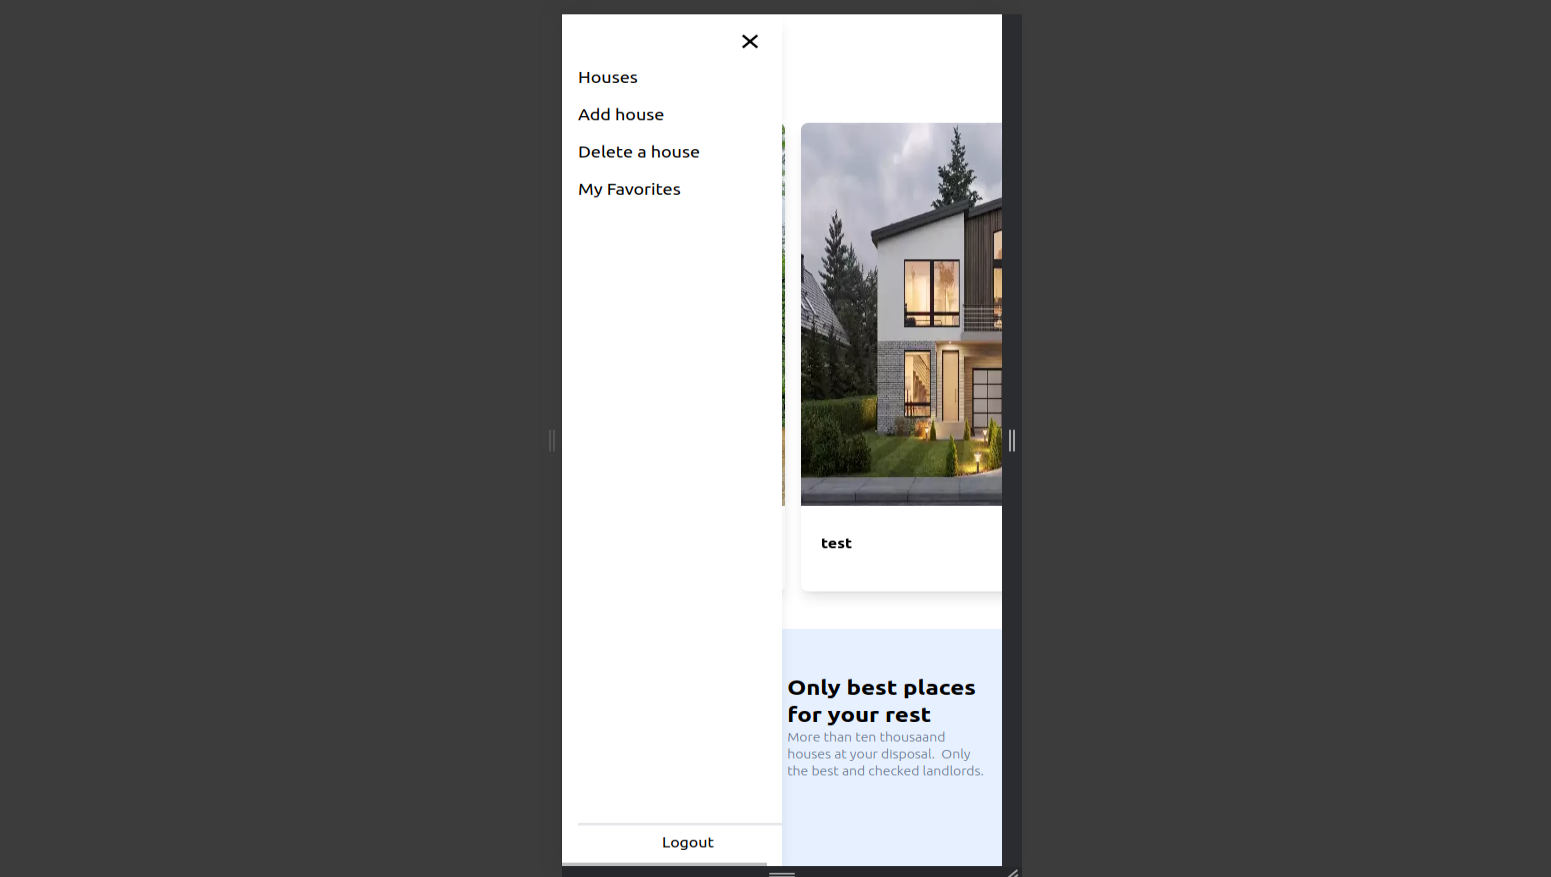 Houses
Add house
Delete a house
My Favorites
test
Only best places
for your rest
More than ten thousaand
houses at your disposal.  Only
the best and checked landlords.
Logout